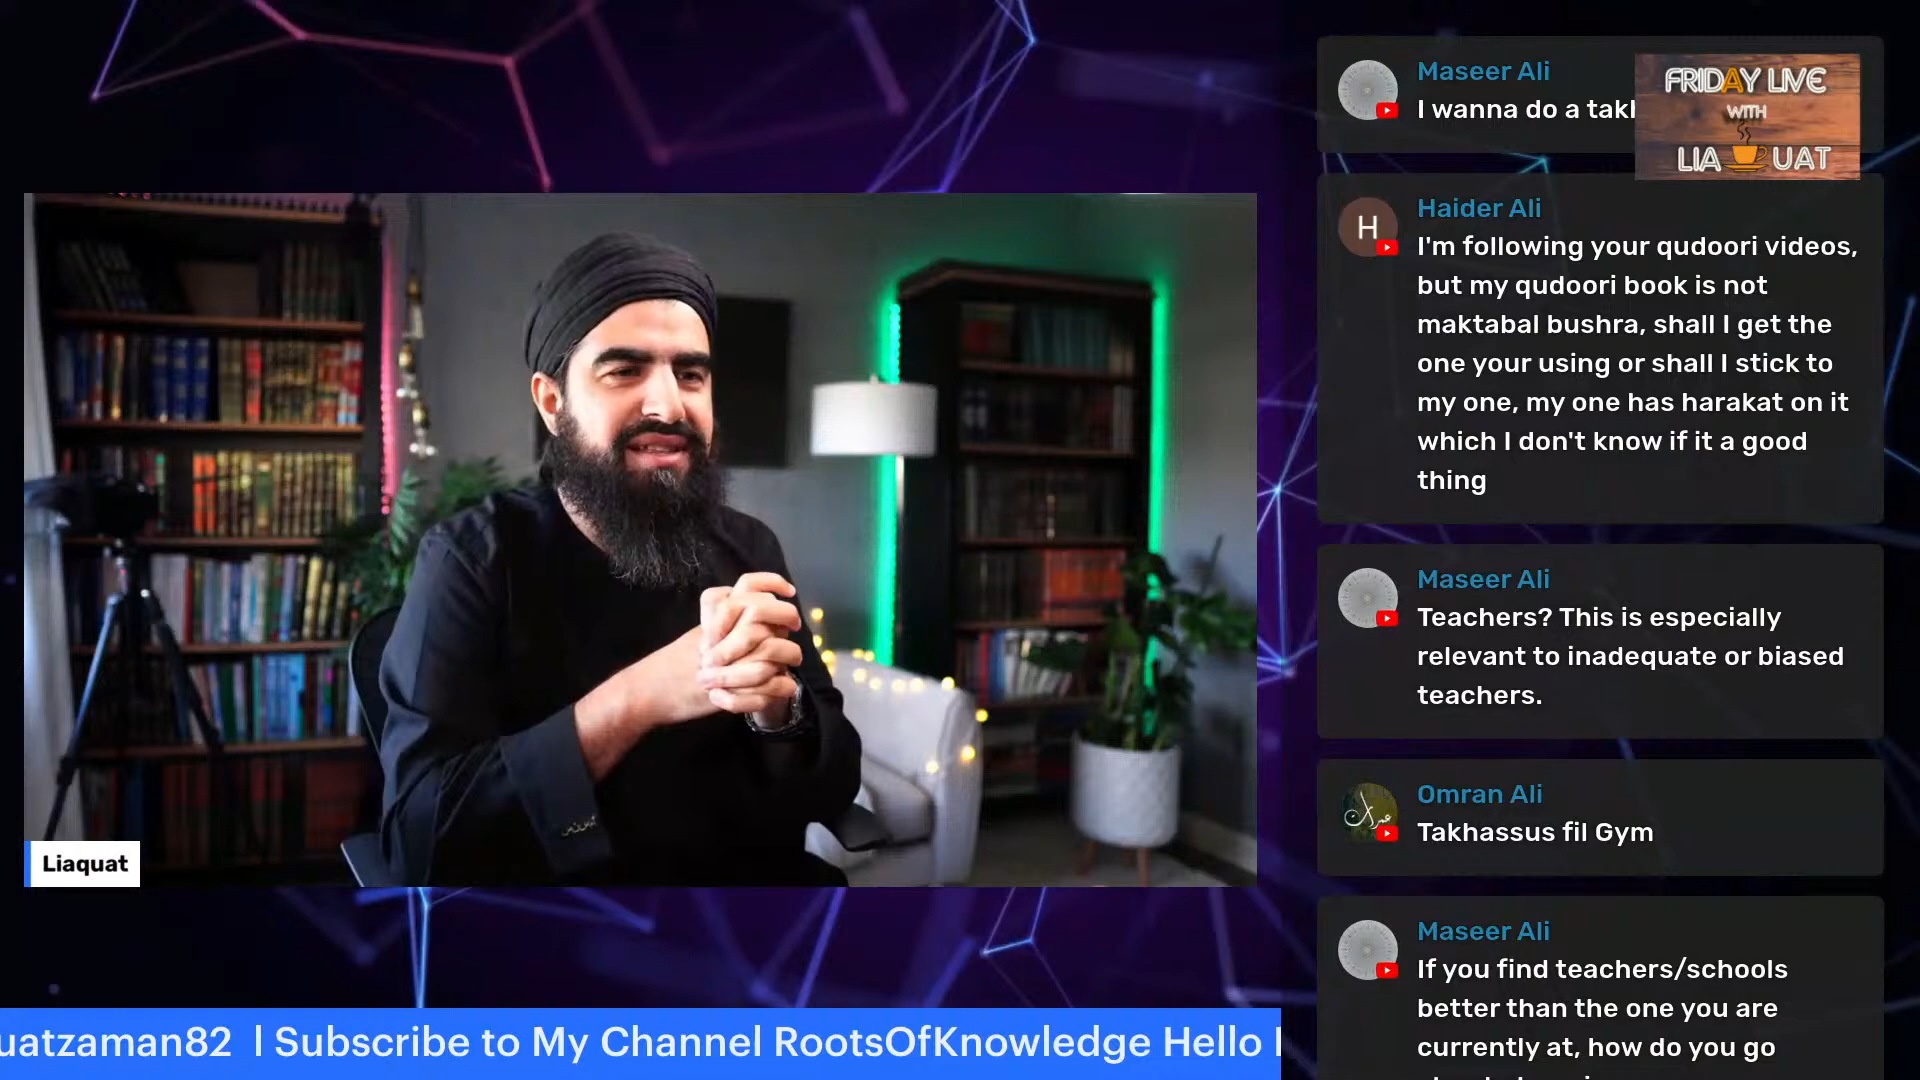 Maseer Ali
I wanna do a
FRIDAY LIVE
WITH
LIA UAT
Haider Ali
H
I'm following your qudoori videos,
but my qudoori book is not
maktabal bushra, shall I get the
one your using or shall I stick to
my one, my one has harakat on it
which I don't know if it a good
thing
Maseer Ali
Teachers? This is especially
relevant to inadequate or biased
teachers.
Omran Ali
عمران
Takhassus fil Gym
Maseer Ali
If you find teachers/schools
better than the one you are
currently at, how do you go
Liaquat
uatzaman82 | Subscribe to My Channel RootsOfKnowledge Hello